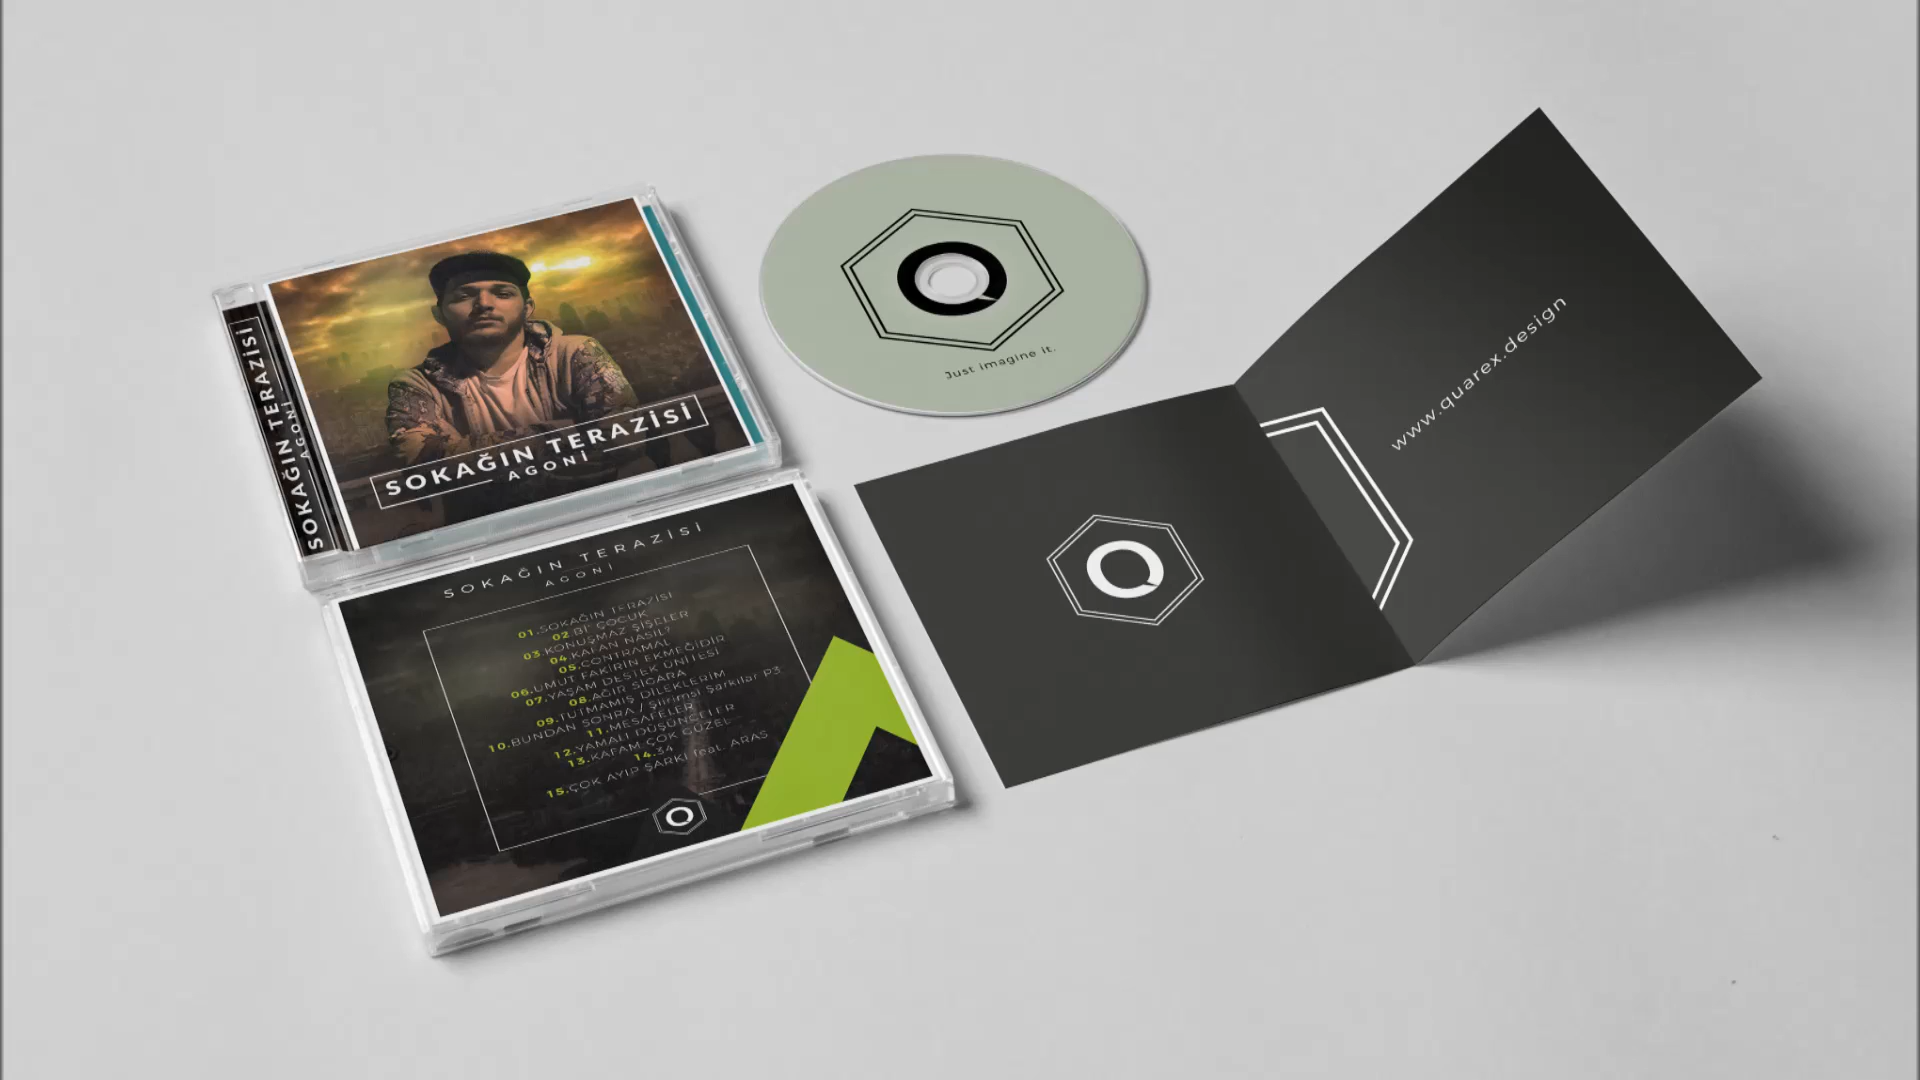 SOKAĞIN TERAZİSİ
AGONİ
SOKAĞIN TERAZİSİ
AGONİ
Just imagine it.
www.quarex.design
SOKAĞIN TERAZİSİ
AGONİ
01.SOKAĞIN TERAZİSİ
02.Bİ' ÇOCUK
03.KONUŞMAZ ŞİŞELER
04.KALAN NASIL?
05.CONTRAMAL
06.UMUT FAKİRİN EKMEĞİDİR
07.YAŞAM DESTEK ÜNİTESİ
08.AĞIR SİGARA
09.TUTMAMIŞ DİLEKLERİM
10.BUNDAN SONRA / Şiirimsi Şarkılar P3
11.MESAFELER
12.YAMALI DÜŞÜNCELER
13.KAFAM ÇOK GÜZEL
14.34
15.ÇOK AYIP ŞARKI feat. ARAS